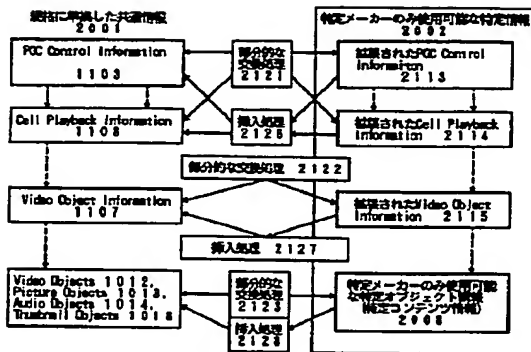 規格に準拠した共通情報
2001
特定メーカーのみ使用可能な特定情報
2002
PGC Control Information
1103
部分的な
交換処理
2121
拡張されたPGC Control
Information
2113
Cell Playback Information
1108
挿入処理
2126
拡張されたCell Playback
Information 2114
部分的な交換処理 2122
Video Object Information
1107
拡張されたVideo Object
Information 2115
挿入処理 2127
Video Objects 1012,
Picture Objects 1013,
Audio Objects 1014,
Thumbnail Objects 1016
部分的な
交換処理
2123
挿入処理
2128
特定メーカーのみ使用可能
な特定オブジェクト情報
(特定コンテンツ情報)
2006